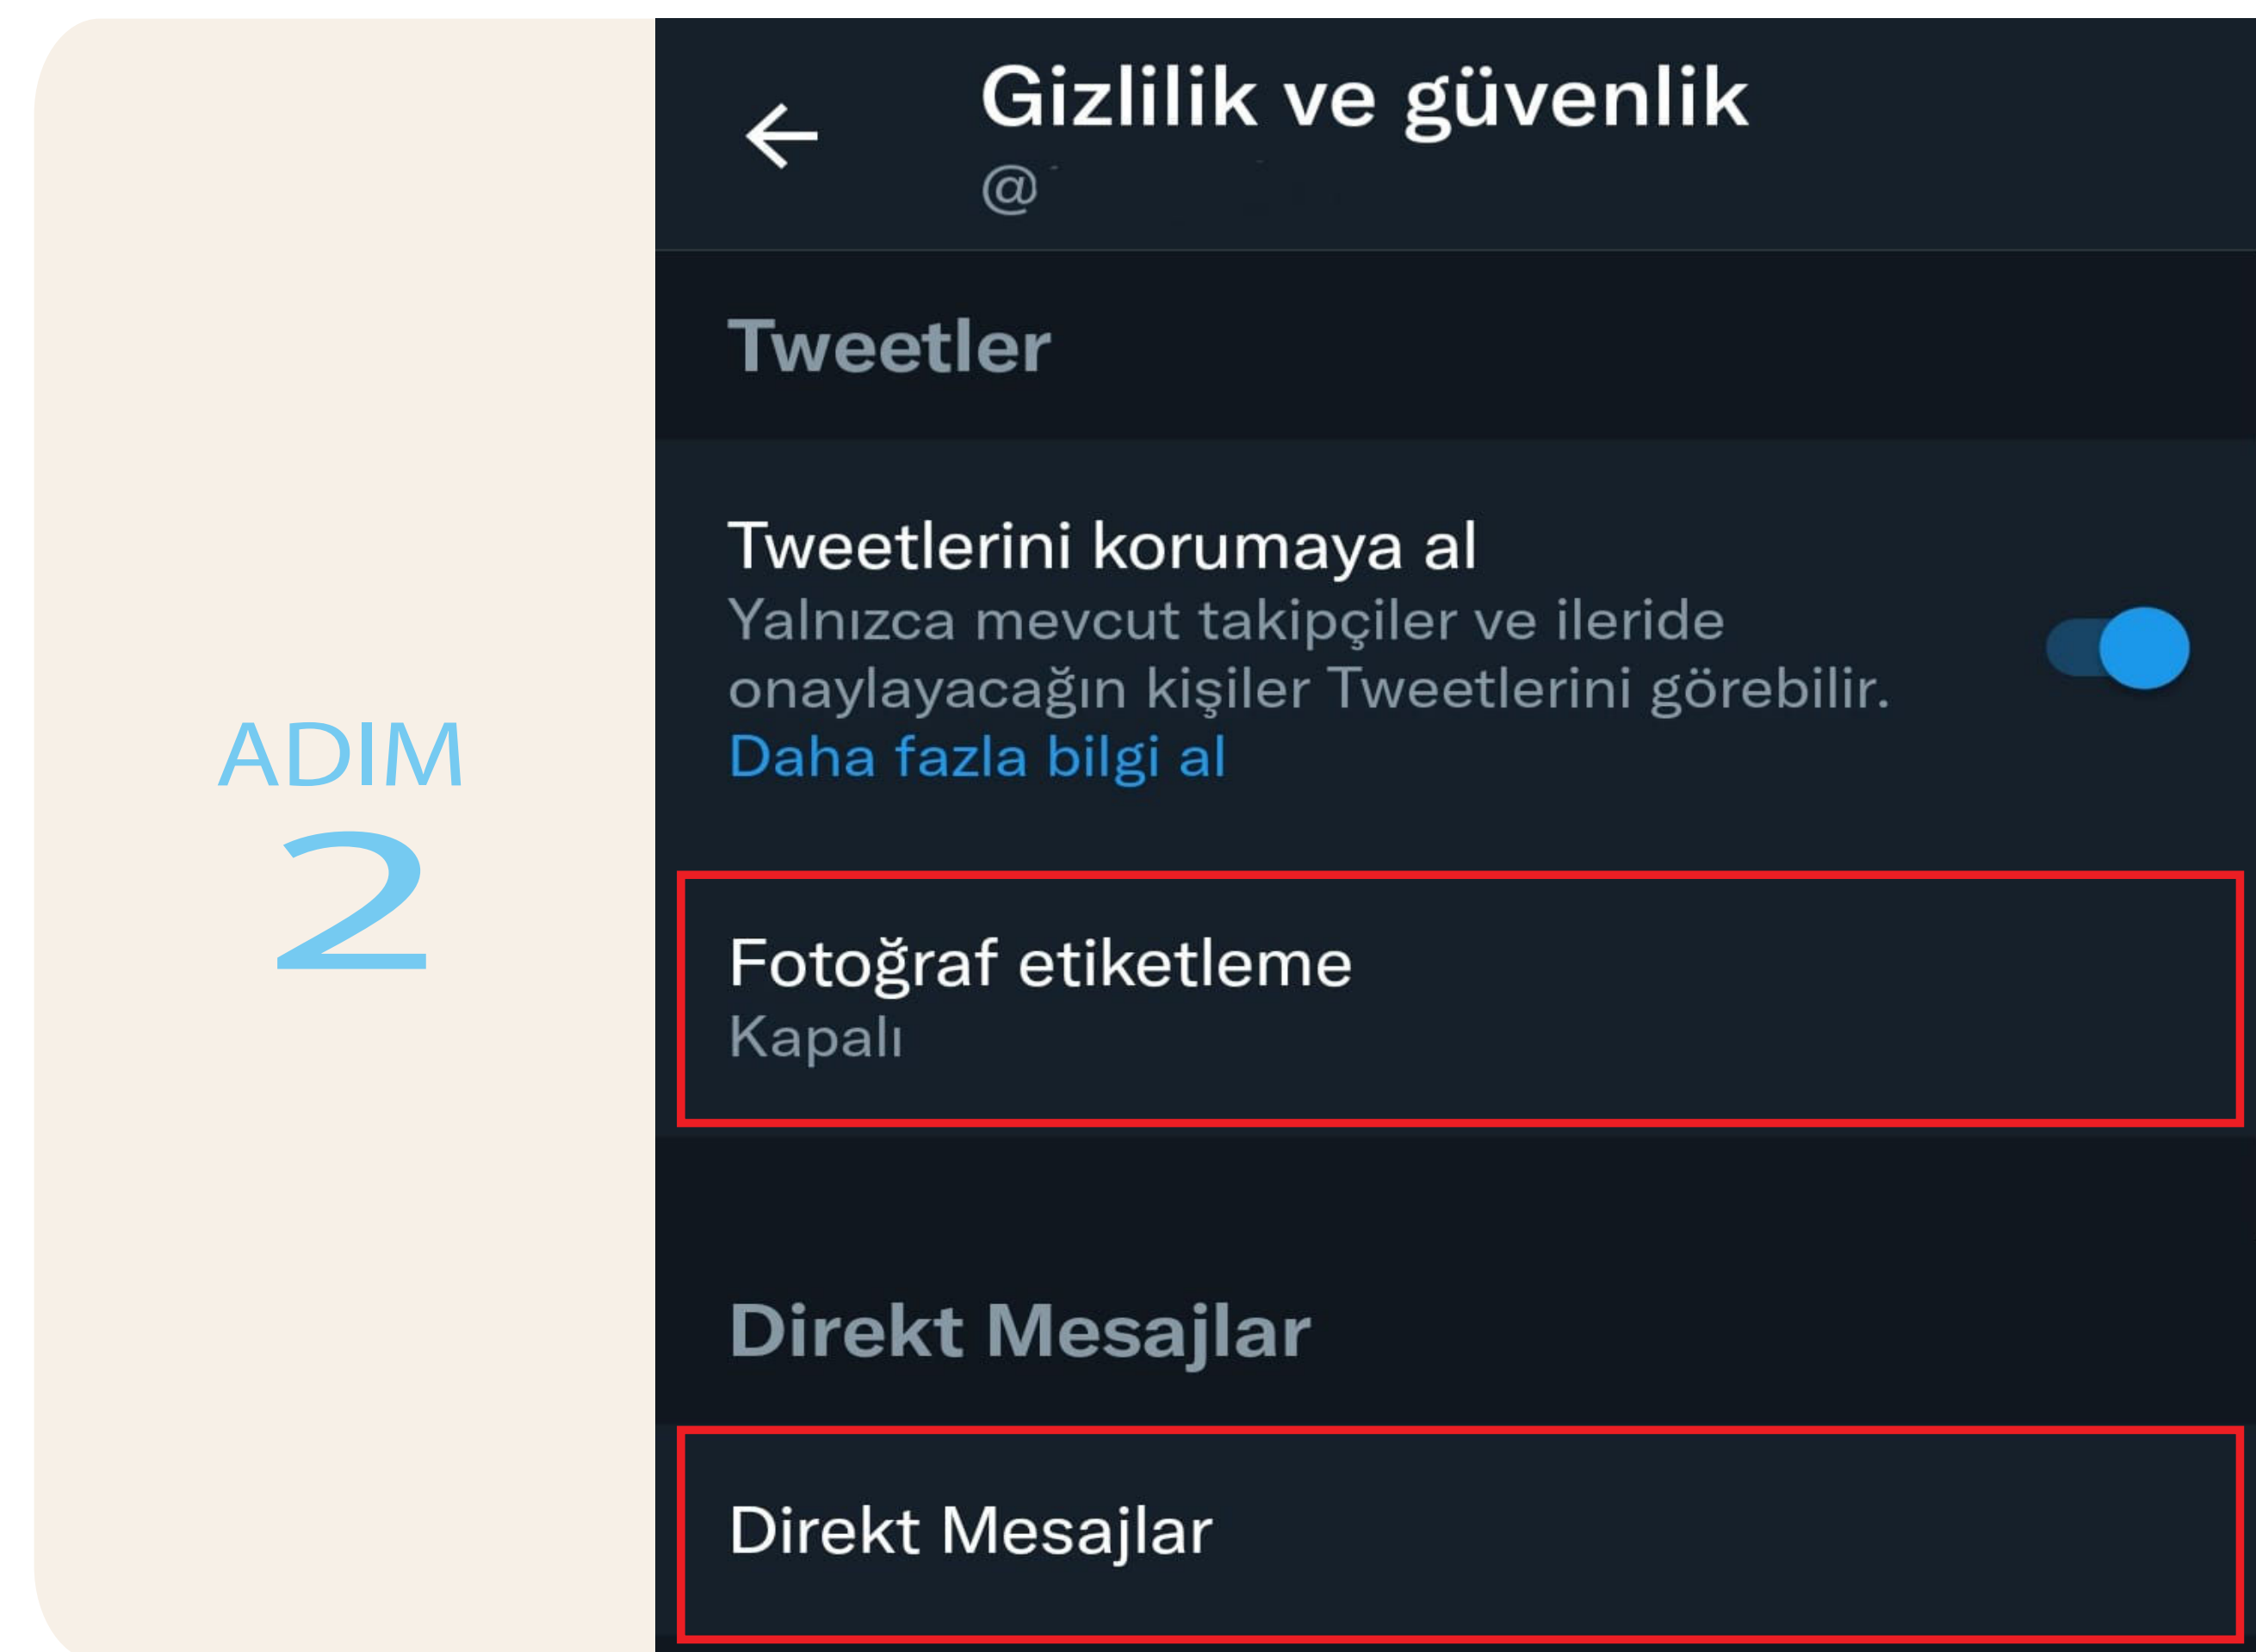 ADIM
2
Gizlilik ve güvenlik
@
Tweetler
Tweetlerini korumaya al
Yalnızca mevcut takipçiler ve ileride
onaylayacağın kişiler Tweetlerini görebilir.
Daha fazla bilgi al
Fotoğraf etiketleme
Kapalı
Direkt Mesajlar
Direkt Mesajlar